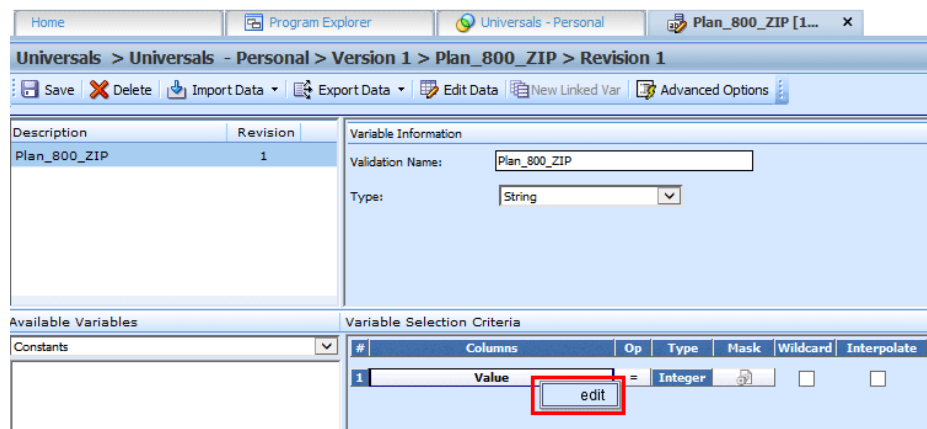 Home
Program Explorer
Universals - Personal
Plan_800_ZIP [1... x
Universals > Universals - Personal > Version 1 > Plan_800_ZIP > Revision 1
Save Delete Import Data Export Data Edit Data New Linked Var Advanced Options
Description Revision
Plan_800_ZIP 1
Variable Information
Validation Name: Plan_800_ZIP
Type: String
Available Variables
Constants
Variable Selection Criteria
# Columns Op Type Mask Wildcard Interpolate
1 Value = Integer
edit